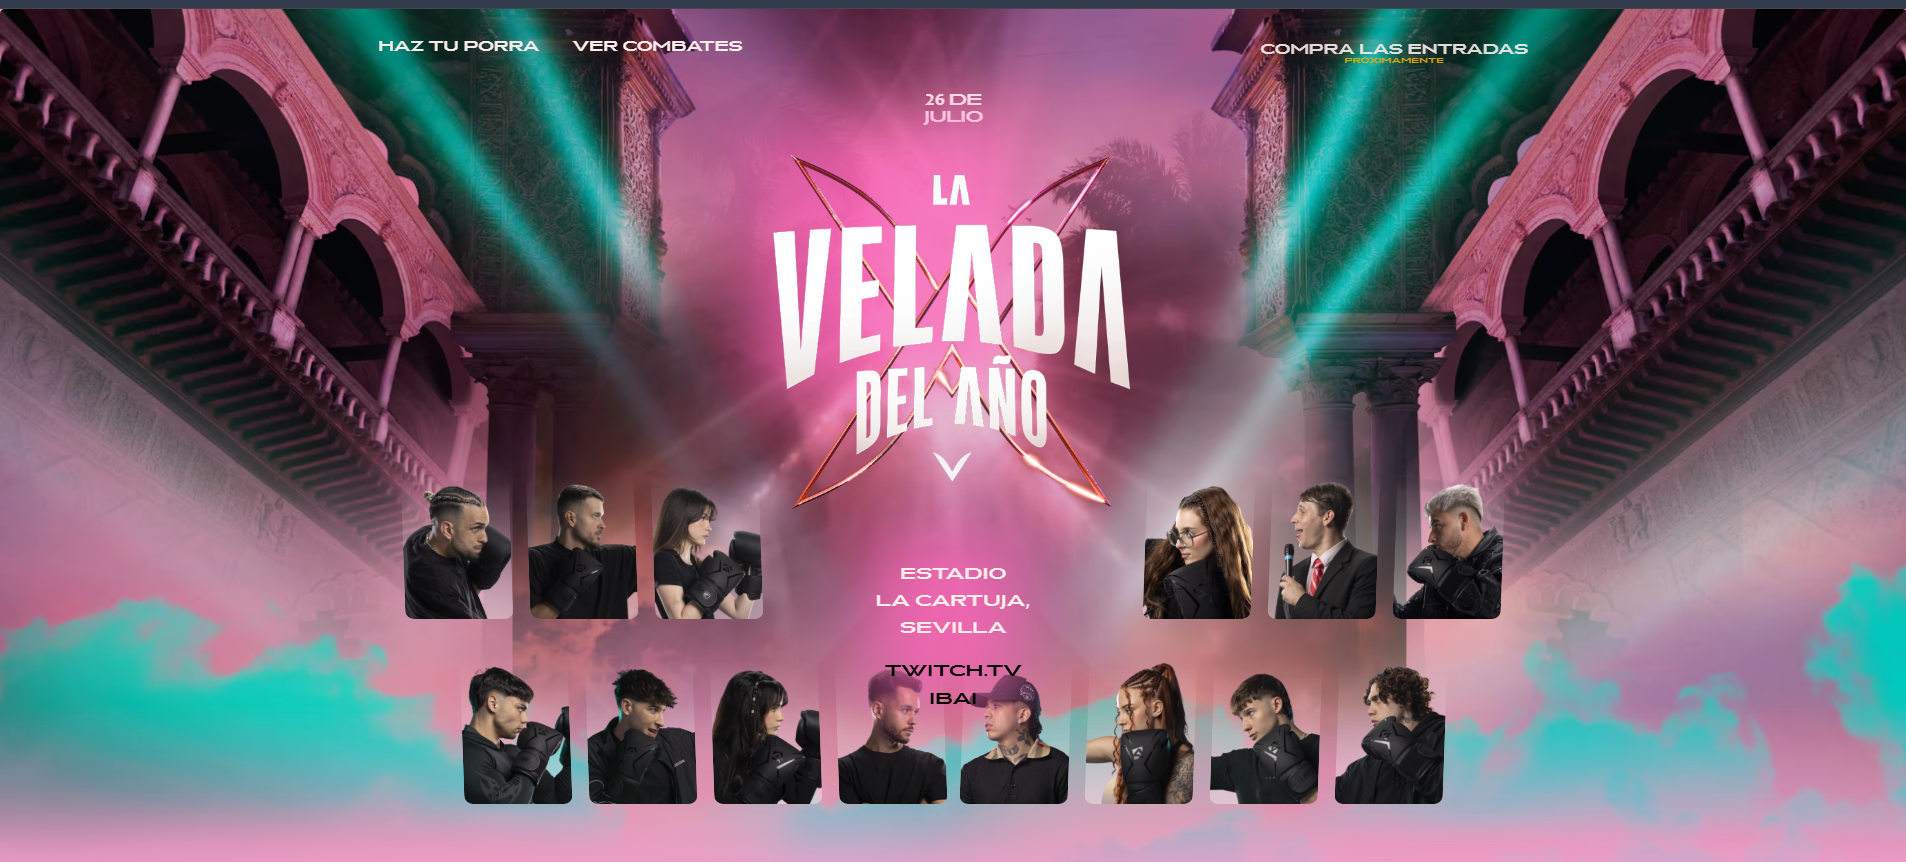 HAZ TU PORRA
VER COMBATES
COMPRA LAS ENTRADAS
PRÓXIMAMENTE
26 DE
JULIO
LA
VELADA
DEL AÑO
ESTADIO
LA CARTUJA,
SEVILLA
TWITCH.TV
IBAI